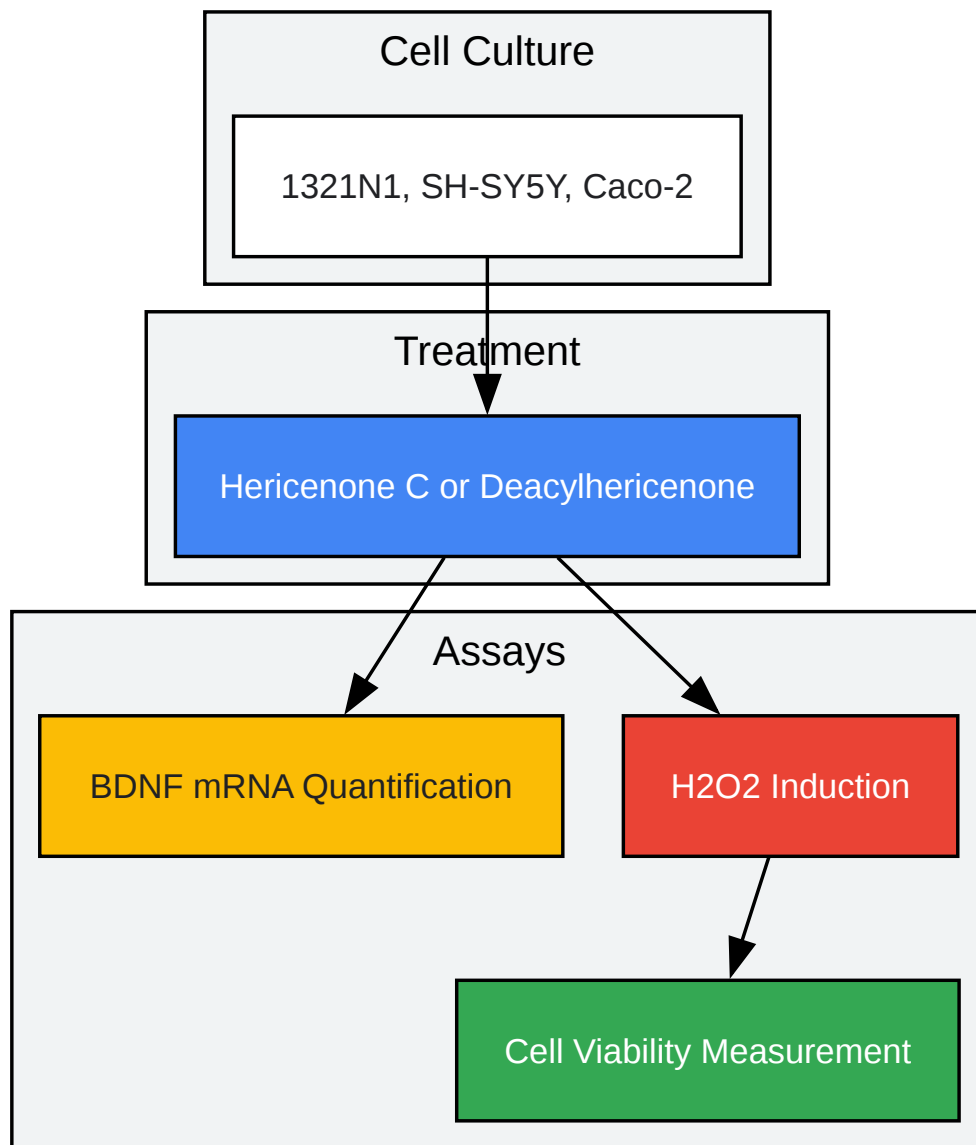 Cell Culture
1321N1, SH-SY5Y, Caco-2
Treatment
Hericenone C or Deacylhericenone
Assays
BDNF mRNA Quantification
H2O2 Induction
Cell Viability Measurement